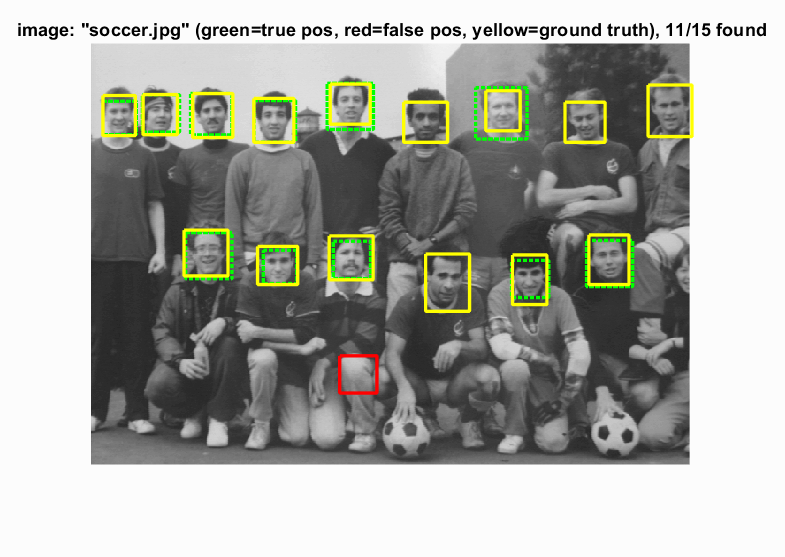 image: "soccer.jpg" (green=true pos, red=false pos, yellow=ground truth), 11/15 found